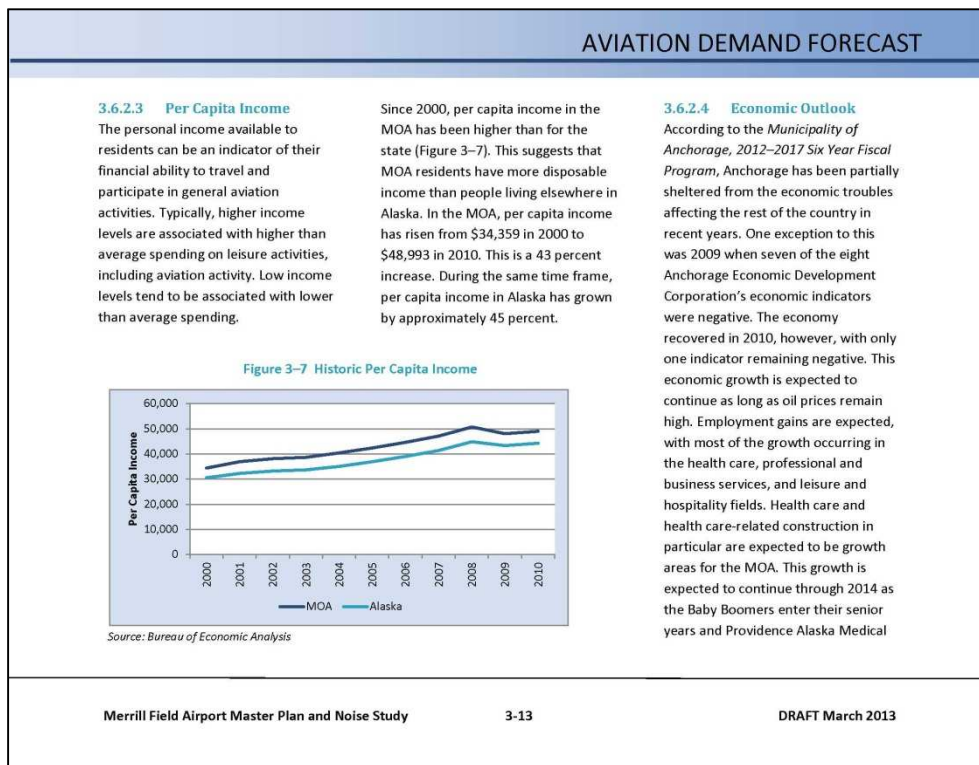 AVIATION DEMAND FORECAST
3.6.2.3 Per Capita Income
The personal income available to
residents can be an indicator of their
financial ability to travel and
participate in general aviation
activities. Typically, higher income
levels are associated with higher than
average spending on leisure activities,
including aviation activity. Low income
levels tend to be associated with lower
than average spending.
Since 2000, per capita income in the
MOA has been higher than for the
state (Figure 3–7). This suggests that
MOA residents have more disposable
income than people living elsewhere in
Alaska. In the MOA, per capita income
has risen from $34,359 in 2000 to
$48,993 in 2010. This is a 43 percent
increase. During the same time frame,
per capita income in Alaska has grown
by approximately 45 percent.
Figure 3–7 Historic Per Capita Income
Per Capita Income
60,000
50,000
40,000
30,000
20,000
10,000
0
2000
2001
2002
2003
2004
2005
2006
2007
2008
2009
2010
MOA Alaska
Source: Bureau of Economic Analysis
3.6.2.4 Economic Outlook
According to the Municipality of
Anchorage, 2012–2017 Six Year Fiscal
Program, Anchorage has been partially
sheltered from the economic troubles
affecting the rest of the country in
recent years. One exception to this
was 2009 when seven of the eight
Anchorage Economic Development
Corporation's economic indicators
were negative. The economy
recovered in 2010, however, with only
one indicator remaining negative. This
economic growth is expected to
continue as long as oil prices remain
high. Employment gains are expected,
with most of the growth occurring in
the health care, professional and
business services, and leisure and
hospitality fields. Health care and
health care-related construction in
particular are expected to be growth
areas for the MOA. This growth is
expected to continue through 2014 as
the Baby Boomers enter their senior
years and Providence Alaska Medical
Merrill Field Airport Master Plan and Noise Study 3-13 DRAFT March 2013